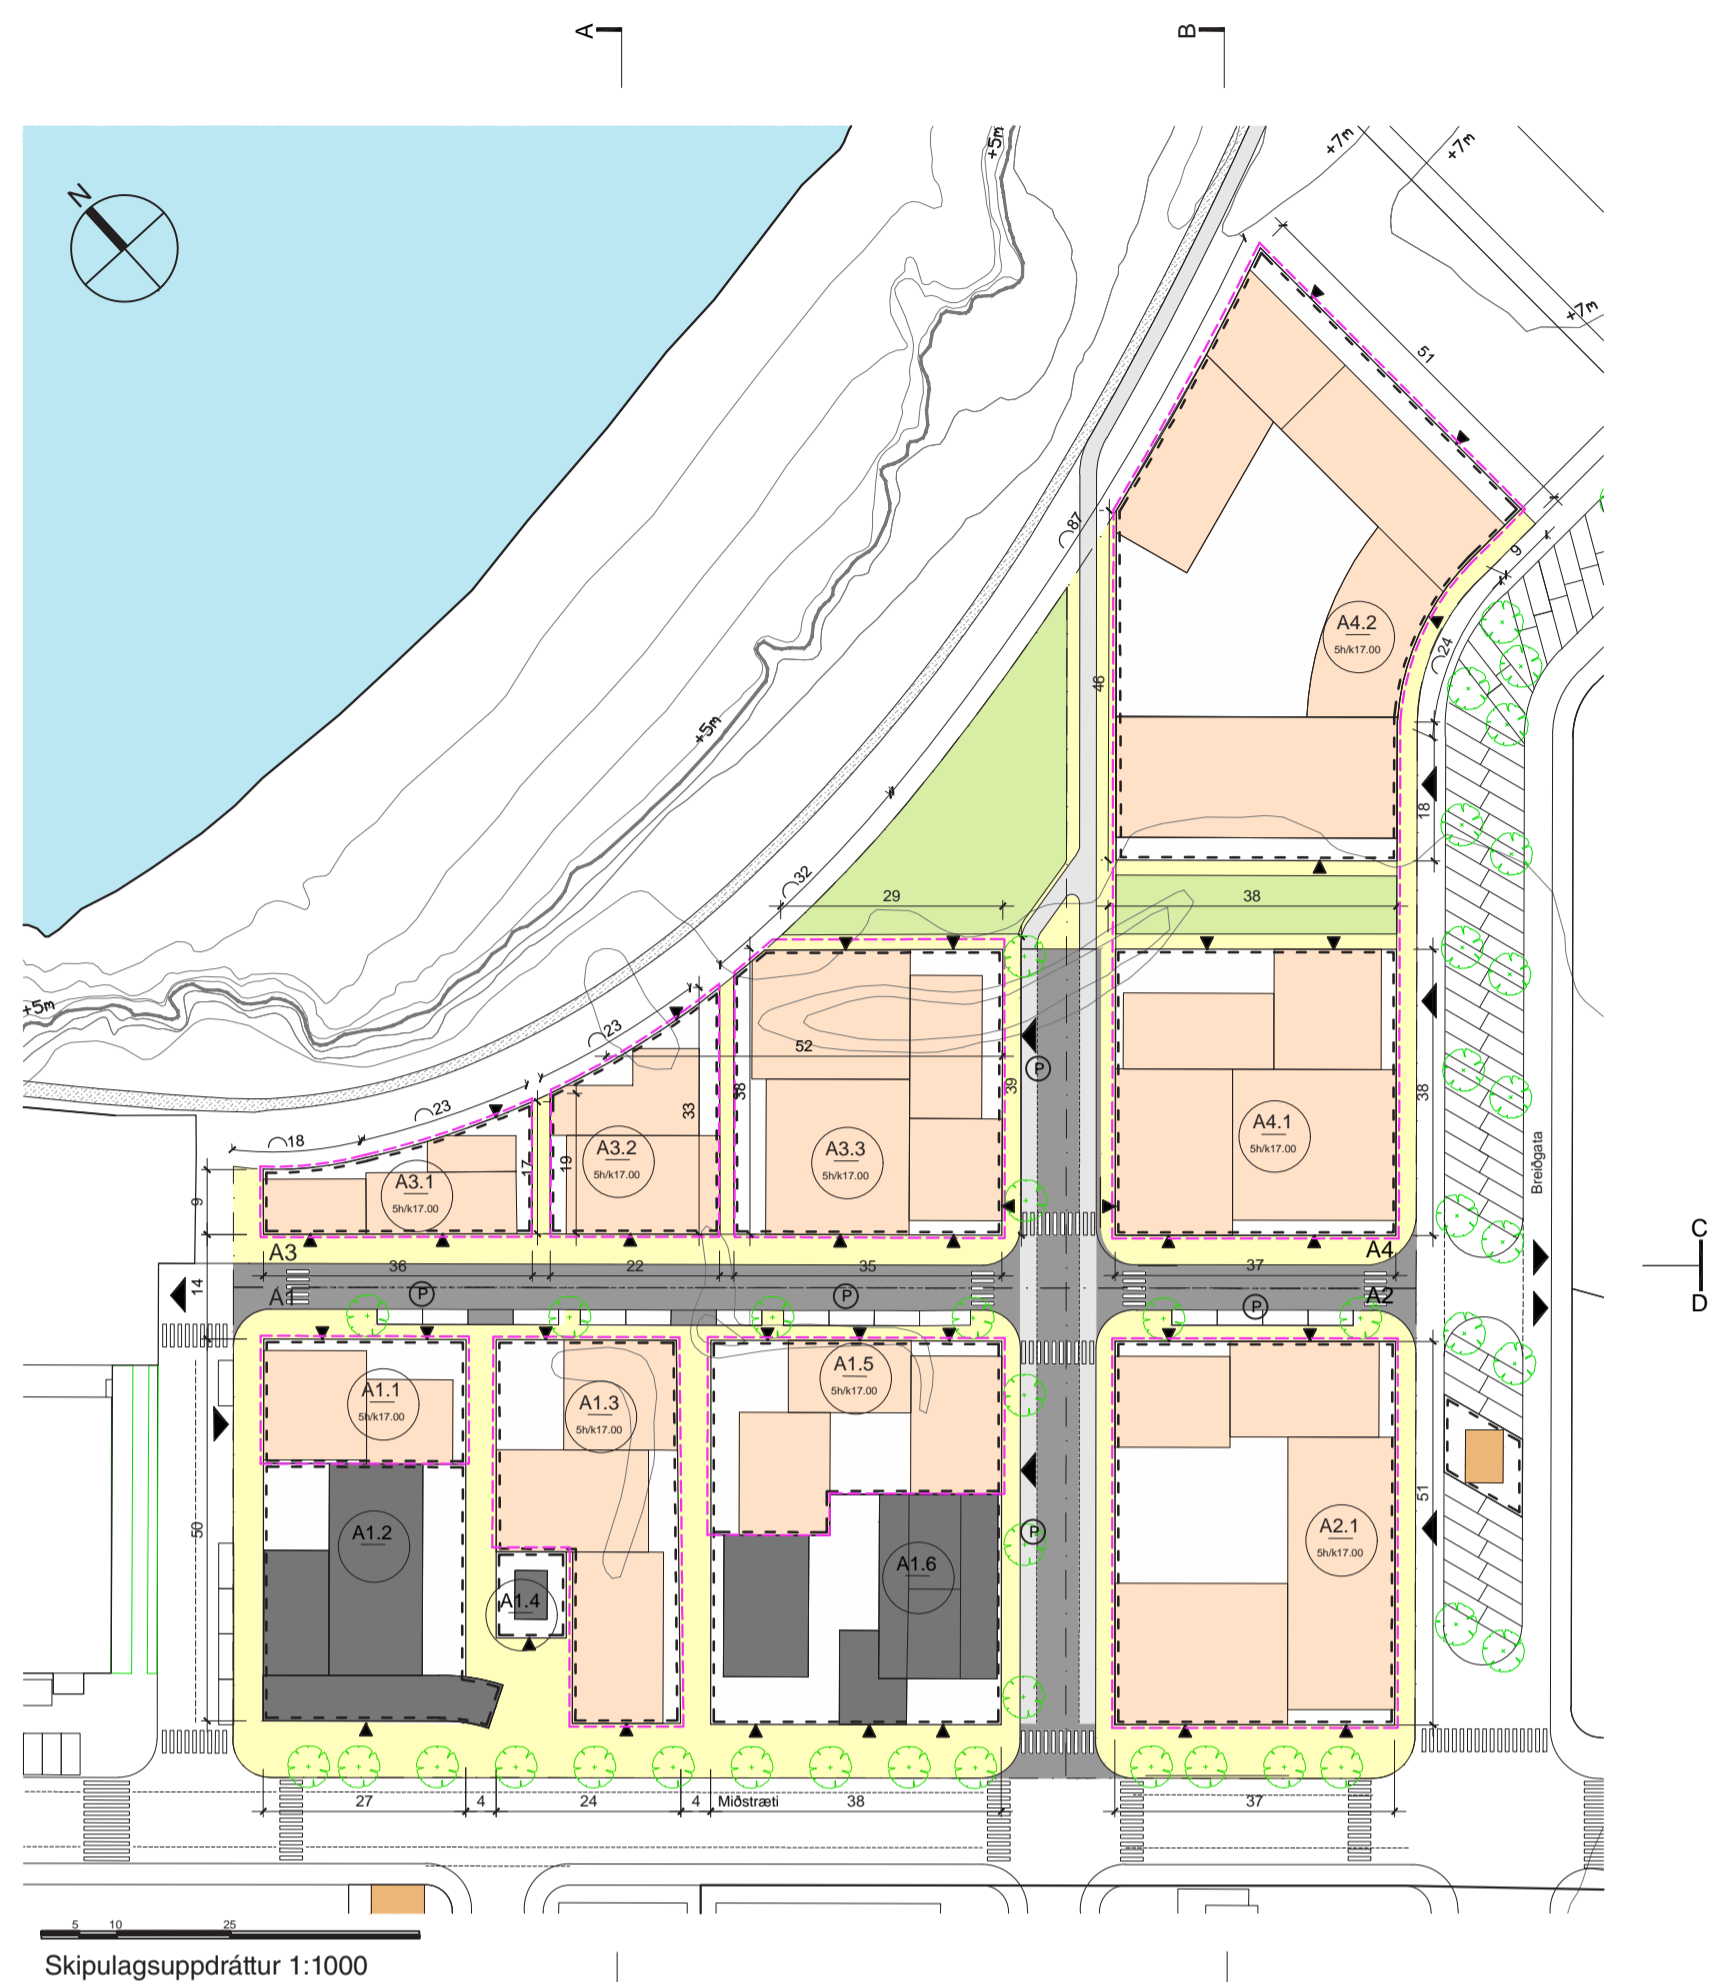 A
B
N
+5m
+7m
+7m
+7m
51
87
9
A4.2
5h/k17.00
24
46
+5m
18
32
29
38
+5m
23
52
33
38
39
38
23
18
17
19
9
A3.1
5h/k17.00
A3.2
5h/k17.00
A3.3
5h/k17.00
P
A4.1
5h/k17.00
Breiðgata
C
D
A3
A4
36
22
35
37
14
A1
P
P
P
A2
A1.1
5h/k17.00
A1.3
5h/k17.00
A1.5
5h/k17.00
50
A1.2
A1.4
A1.6
P
A2.1
5h/k17.00
51
27
4
24
4
Miðstræti
38
37
5
10
25
Skipulagsuppdráttur 1:1000